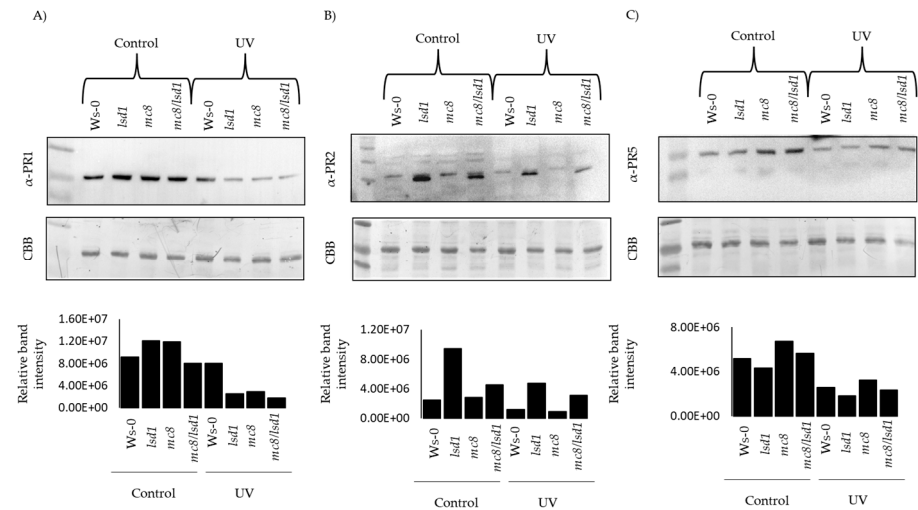 A)
Control
UV
Ws-0
lsd1
mc8
mc8/lsd1
Ws-0
lsd1
mc8
mc8/lsd1
α-PR1
CBB
Relative band
intensity
1.60E+07
1.20E+07
8.00E+06
4.00E+06
0.00E+00
Ws-0
lsd1
mc8
mc8/lsd1
Ws-0
lsd1
mc8
mc8/lsd1
Control
UV
B)
Control
UV
Ws-0
lsd1
mc8
mc8/lsd1
Ws-0
lsd1
mc8
mc8/lsd1
α-PR2
CBB
Relative band
intensity
1.20E+07
8.00E+06
4.00E+06
0.00E+00
Ws-0
lsd1
mc8
mc8/lsd1
Ws-0
lsd1
mc8
mc8/lsd1
Control
UV
C)
Control
UV
Ws-0
lsd1
mc8
mc8/lsd1
Ws-0
lsd1
mc8
mc8/lsd1
α-PR5
CBB
Relative band
intensity
8.00E+06
4.00E+06
0.00E+00
Ws-0
lsd1
mc8
mc8/lsd1
Ws-0
lsd1
mc8
mc8/lsd1
Control
UV